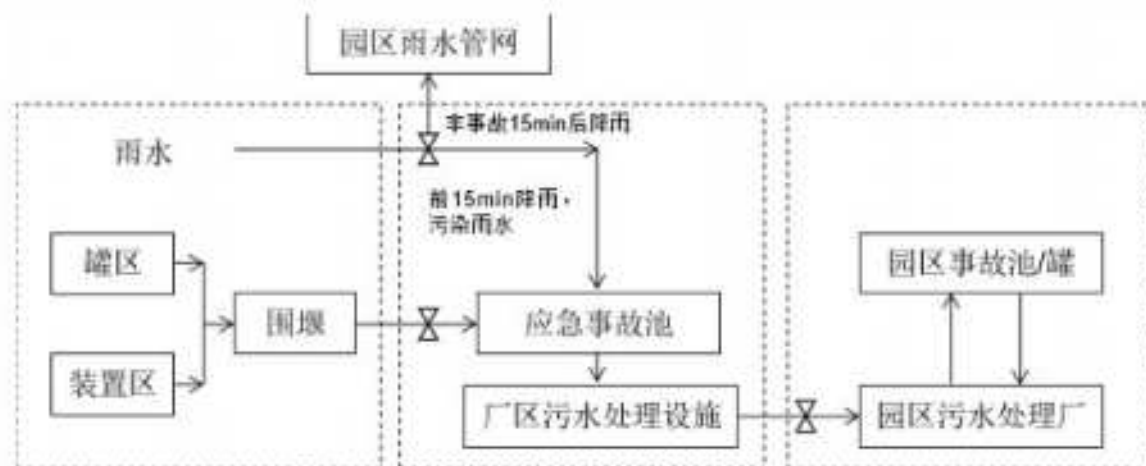 园区雨水管网
非事故15min后降雨
雨水
前15min降雨，
污染雨水
罐区
园区事故池/罐
围堰
应急事故池
装置区
厂区污水处理设施
园区污水处理厂